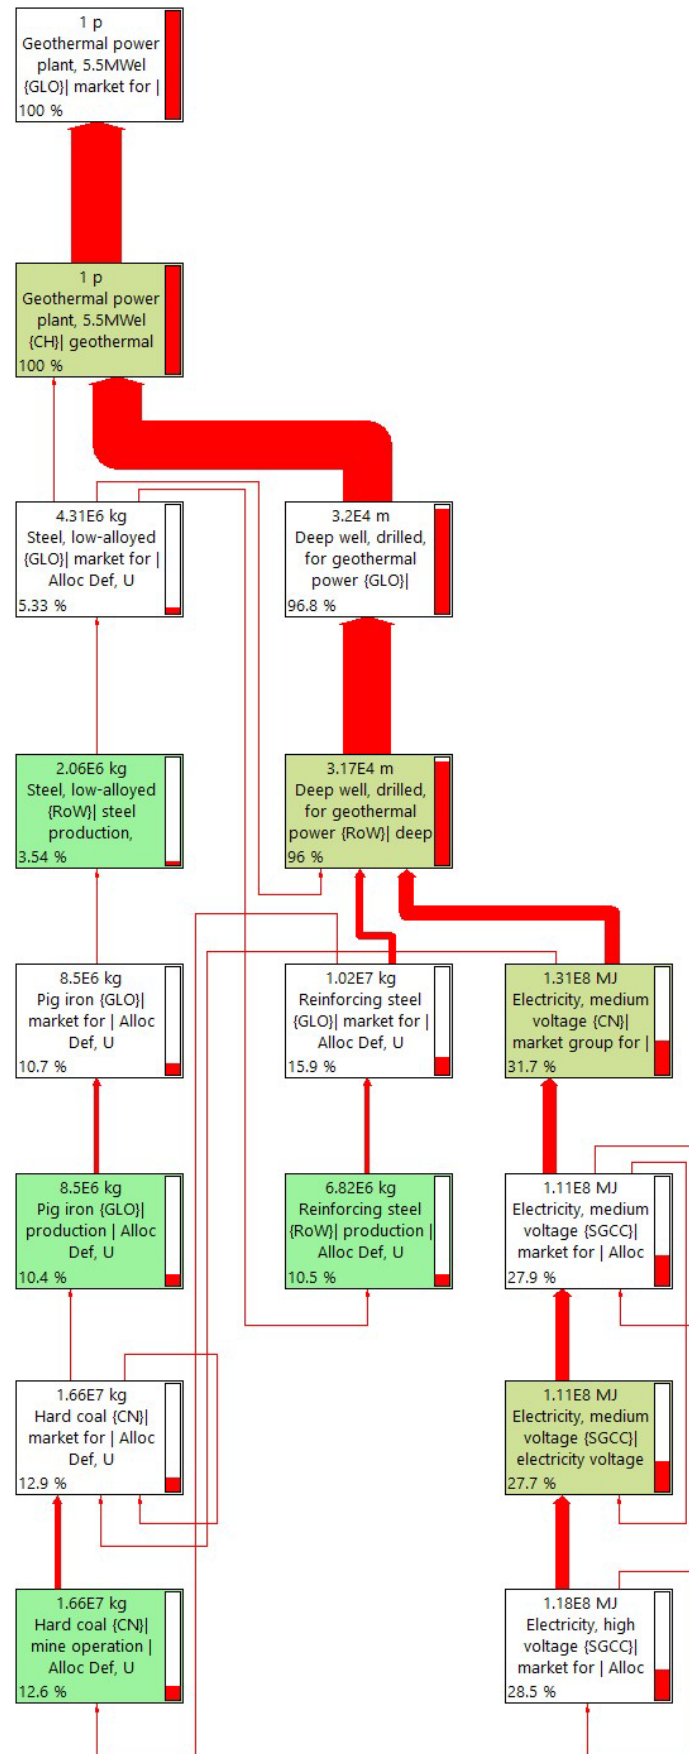 1 p
Geothermal power
plant, 5.5MWel
{GLO}| market for |
100 %
1 p
Geothermal power
plant, 5.5MWel
{CH}| geothermal
100 %
4.31E6 kg
Steel, low-alloyed
{GLO}| market for |
Alloc Def, U
5.33 %
3.2E4 m
Deep well, drilled,
for geothermal
power {GLO}|
96.8 %
2.06E6 kg
Steel, low-alloyed
{RoW}| steel
production,
3.54 %
3.17E4 m
Deep well, drilled,
for geothermal
power {RoW}| deep
96 %
8.5E6 kg
Pig iron {GLO}|
market for | Alloc
Def, U
10.7 %
1.02E7 kg
Reinforcing steel
{GLO}| market for |
Alloc Def, U
15.9 %
1.31E8 MJ
Electricity, medium
voltage {CN}|
market group for |
31.7 %
8.5E6 kg
Pig iron {GLO}|
production | Alloc
Def, U
10.4 %
6.82E6 kg
Reinforcing steel
{RoW}| production |
Alloc Def, U
10.5 %
1.11E8 MJ
Electricity, medium
voltage {SGCC}|
market for | Alloc
27.9 %
1.66E7 kg
Hard coal {CN}|
market for | Alloc
Def, U
12.9 %
1.11E8 MJ
Electricity, medium
voltage {SGCC}|
electricity voltage
27.7 %
1.66E7 kg
Hard coal {CN}|
mine operation |
Alloc Def, U
12.6 %
1.18E8 MJ
Electricity, high
voltage {SGCC}|
market for | Alloc
28.5 %